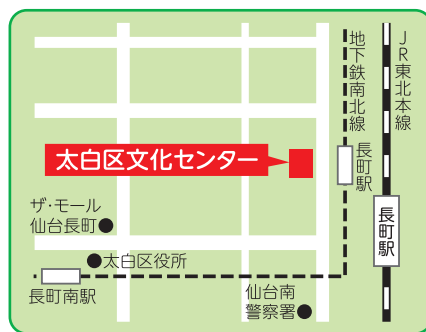 地下鉄南北線
JR東北本線
太白区文化センター
長町駅
長町駅
ザ・モール
仙台長町
太白区役所
長町南駅
仙台南
警察署